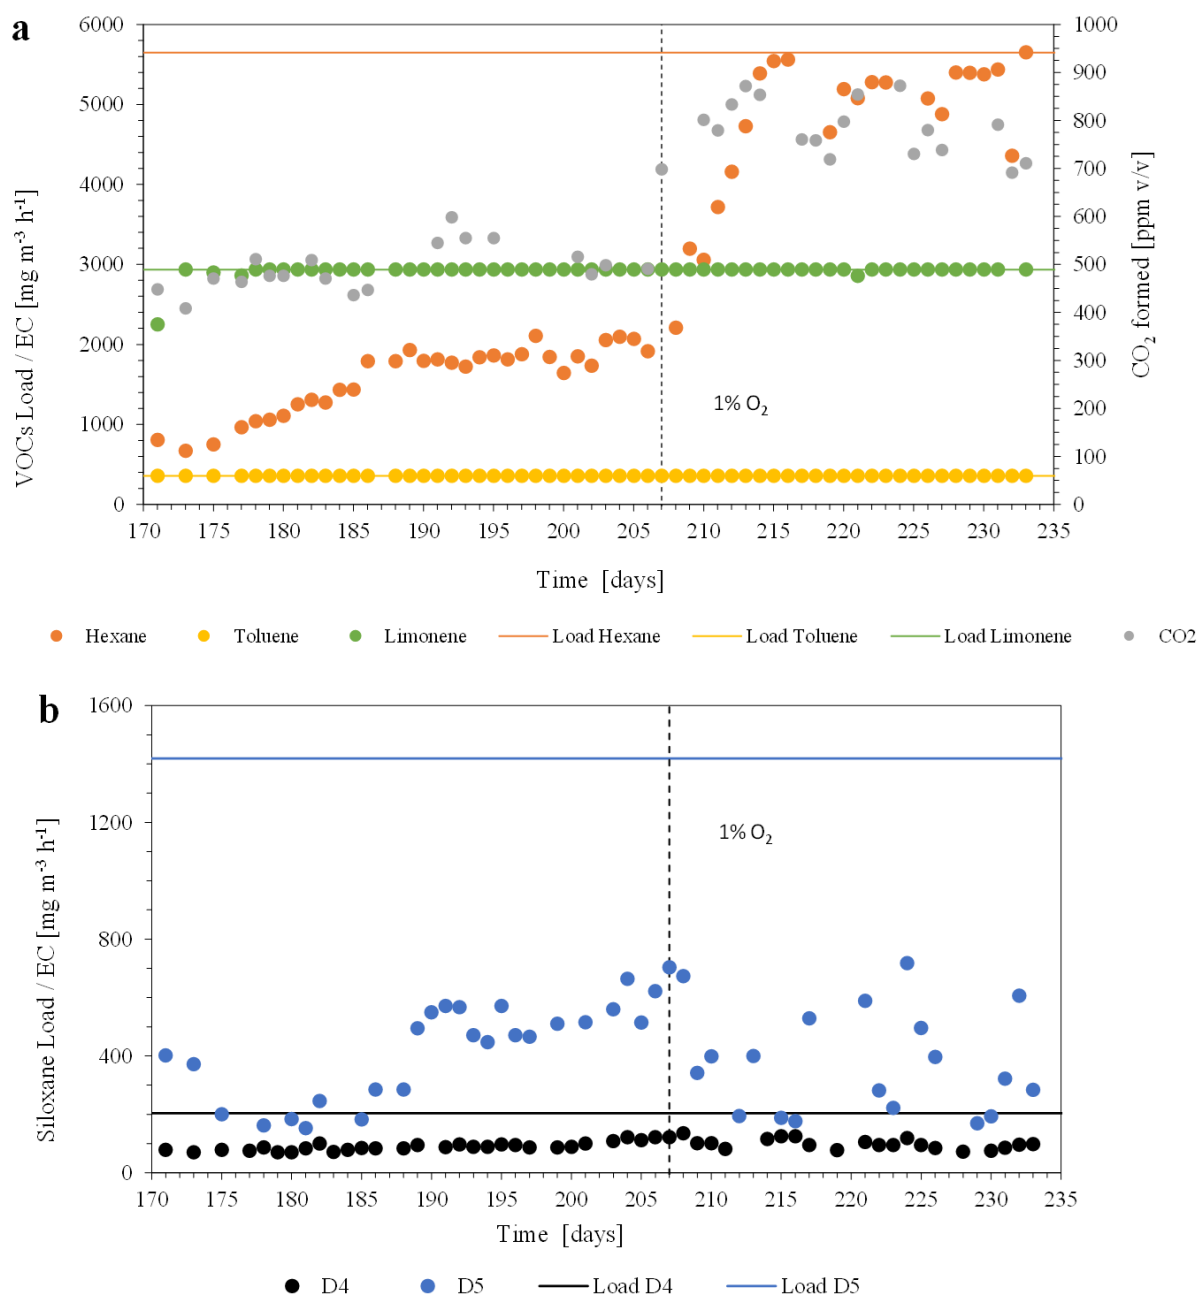 a
6000
5000
4000
3000
2000
1000
0
VOCs Load / EC [mg m⁻³ h⁻¹]
1000
900
800
700
600
500
400
300
200
100
0
CO₂ formed [ppm v/v]
1% O₂
170 175 180 185 190 195 200 205 210 215 220 225 230 235
Time [days]
Hexane Toluene Limonene Load Hexane Load Toluene Load Limonene CO2
b
1600
1200
800
400
0
Siloxane Load / EC [mg m⁻³ h⁻¹]
1% O₂
170 175 180 185 190 195 200 205 210 215 220 225 230 235
Time [days]
D4 D5 Load D4 Load D5